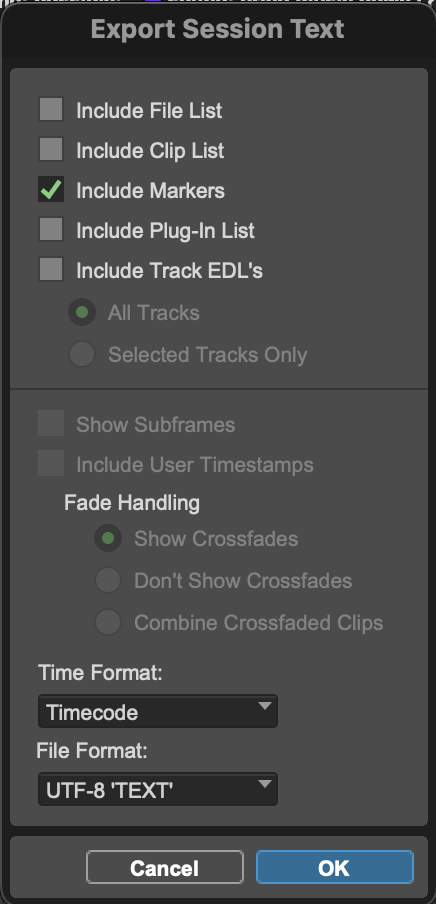 Export Session Text
Include File List
Include Clip List
Include Markers
Include Plug-In List
Include Track EDL's
All Tracks
Selected Tracks Only
Show Subframes
Include User Timestamps
Fade Handling
Show Crossfades
Don't Show Crossfades
Combine Crossfaded Clips
Time Format:
Timecode
File Format:
UTF-8 'TEXT'
Cancel
OK